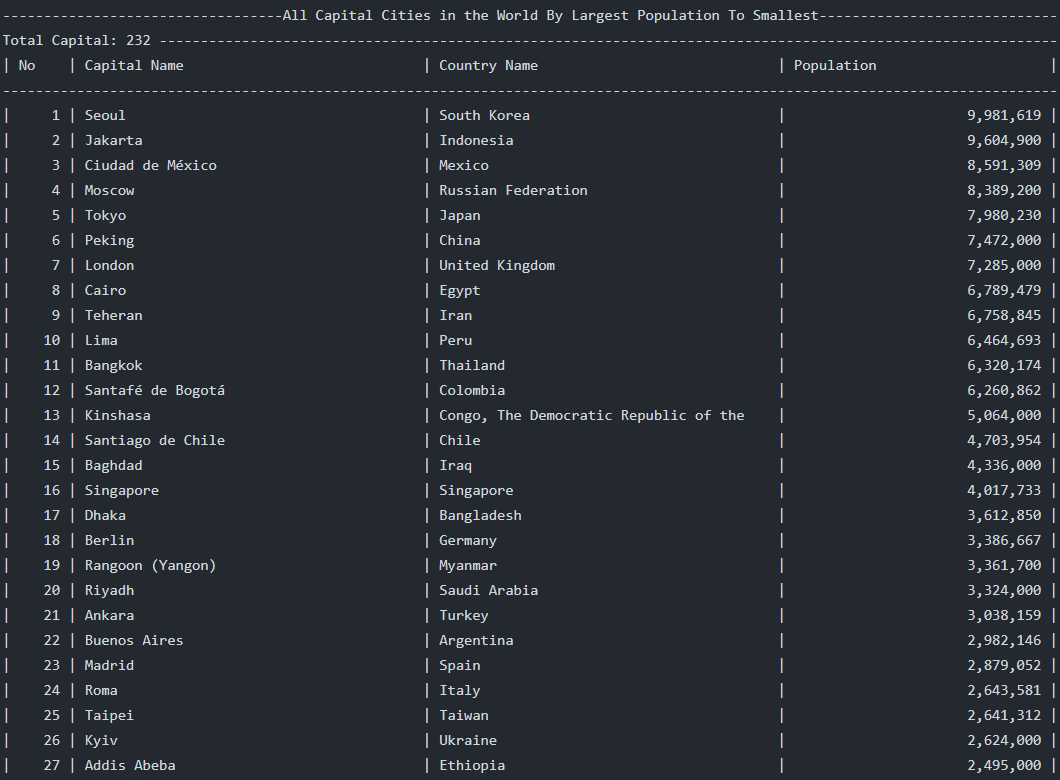 ----------------------------------All Capital Cities in the World By Largest Population To Smallest-----------------------------
Total Capital: 232 -------------------------------------------------------------------------------------------------------------
| No    | Capital Name                             | Country Name                             | Population                     |
--------------------------------------------------------------------------------------------------------------------------------
|     1 | Seoul                                    | South Korea                              |                      9,981,619 |
|     2 | Jakarta                                  | Indonesia                                |                      9,604,900 |
|     3 | Ciudad de México                         | Mexico                                   |                      8,591,309 |
|     4 | Moscow                                   | Russian Federation                       |                      8,389,200 |
|     5 | Tokyo                                    | Japan                                    |                      7,980,230 |
|     6 | Peking                                   | China                                    |                      7,472,000 |
|     7 | London                                   | United Kingdom                           |                      7,285,000 |
|     8 | Cairo                                    | Egypt                                    |                      6,789,479 |
|     9 | Teheran                                  | Iran                                     |                      6,758,845 |
|    10 | Lima                                     | Peru                                     |                      6,464,693 |
|    11 | Bangkok                                  | Thailand                                 |                      6,320,174 |
|    12 | Santafé de Bogotá                        | Colombia                                 |                      6,260,862 |
|    13 | Kinshasa                                 | Congo, The Democratic Republic of the    |                      5,064,000 |
|    14 | Santiago de Chile                        | Chile                                    |                      4,703,954 |
|    15 | Baghdad                                  | Iraq                                     |                      4,336,000 |
|    16 | Singapore                                | Singapore                                |                      4,017,733 |
|    17 | Dhaka                                    | Bangladesh                               |                      3,612,850 |
|    18 | Berlin                                   | Germany                                  |                      3,386,667 |
|    19 | Rangoon (Yangon)                         | Myanmar                                  |                      3,361,700 |
|    20 | Riyadh                                   | Saudi Arabia                             |                      3,324,000 |
|    21 | Ankara                                   | Turkey                                   |                      3,038,159 |
|    22 | Buenos Aires                             | Argentina                                |                      2,982,146 |
|    23 | Madrid                                   | Spain                                    |                      2,879,052 |
|    24 | Roma                                     | Italy                                    |                      2,643,581 |
|    25 | Taipei                                   | Taiwan                                   |                      2,641,312 |
|    26 | Kyiv                                     | Ukraine                                  |                      2,624,000 |
|    27 | Addis Abeba                              | Ethiopia                                 |                      2,495,000 |